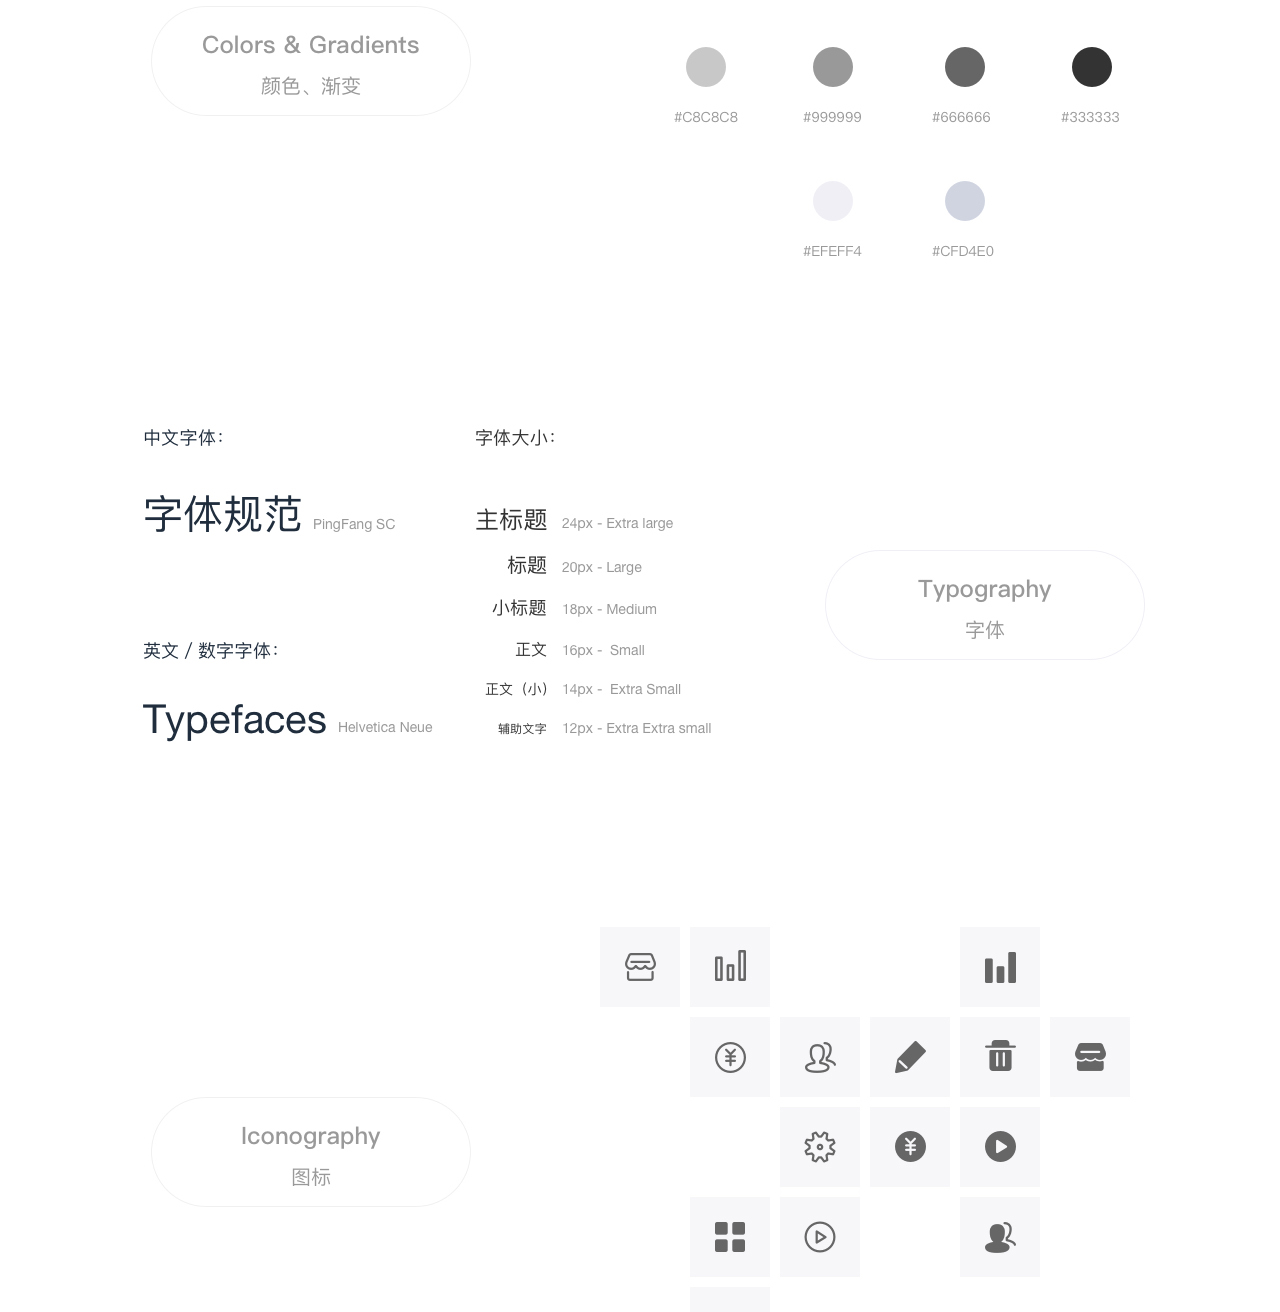 Colors & Gradients
颜色、渐变
#C8C8C8
#999999
#666666
#333333
#EFEFF4
#CFD4E0
中文字体：
字体规范 PingFang SC
英文 / 数字字体：
Typefaces Helvetica Neue
字体大小：
主标题 24px - Extra large
标题 20px - Large
小标题 18px - Medium
正文 16px -  Small
正文（小） 14px -  Extra Small
辅助文字 12px - Extra Extra small
Typography
字体
Iconography
图标